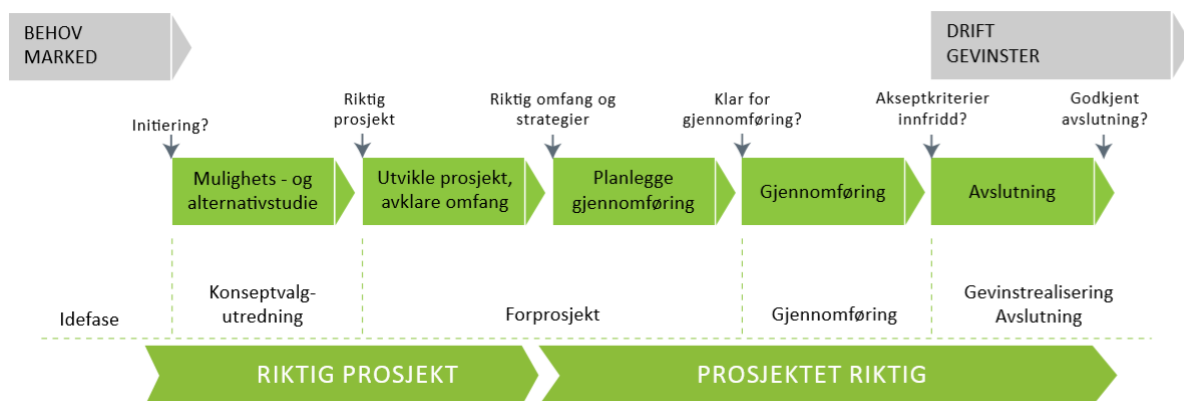 BEHOV
MARKED
DRIFT
GEVINSTER
Initiering?
Riktig
prosjekt
Riktig omfang og
strategier
Klar for
gjennomføring?
Akseptkriterier
innfridd?
Godkjent
avslutning?
Mulighets - og
alternativstudie
Utvikle prosjekt,
avklare omfang
Planlegge
gjennomføring
Gjennomføring
Avslutning
Idefase
Konseptvalg-
utredning
Forprosjekt
Gjennomføring
Gevinstrealisering
Avslutning
RIKTIG PROSJEKT
PROSJEKTET RIKTIG